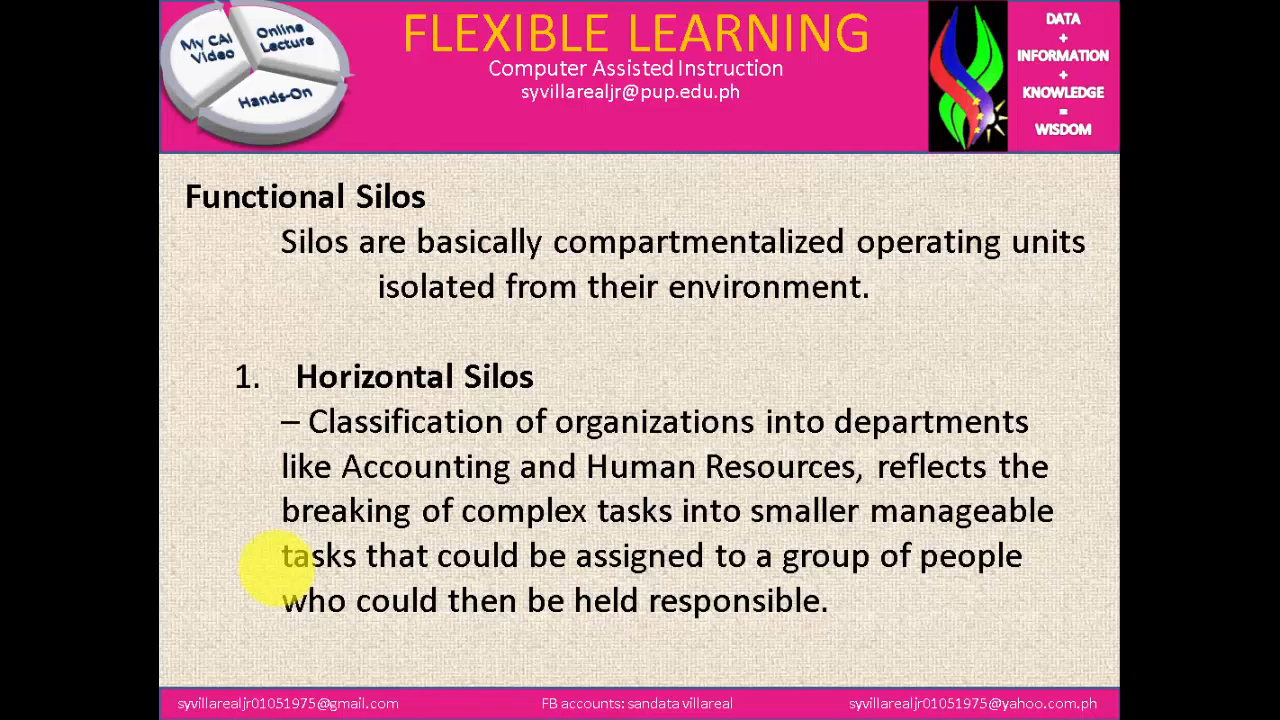 My CAI
Video
Online
Lecture
Hands-On
FLEXIBLE LEARNING
Computer Assisted Instruction
syvillarealjr@pup.edu.ph
DATA
+
INFORMATION
+
KNOWLEDGE
=
WISDOM
Functional Silos
Silos are basically compartmentalized operating units
isolated from their environment.
1. Horizontal Silos
– Classification of organizations into departments
like Accounting and Human Resources, reflects the
breaking of complex tasks into smaller manageable
tasks that could be assigned to a group of people
who could then be held responsible.
syvillarealjr01051975@gmail.com
FB accounts: sandata villareal
syvillarealjr01051975@yahoo.com.ph